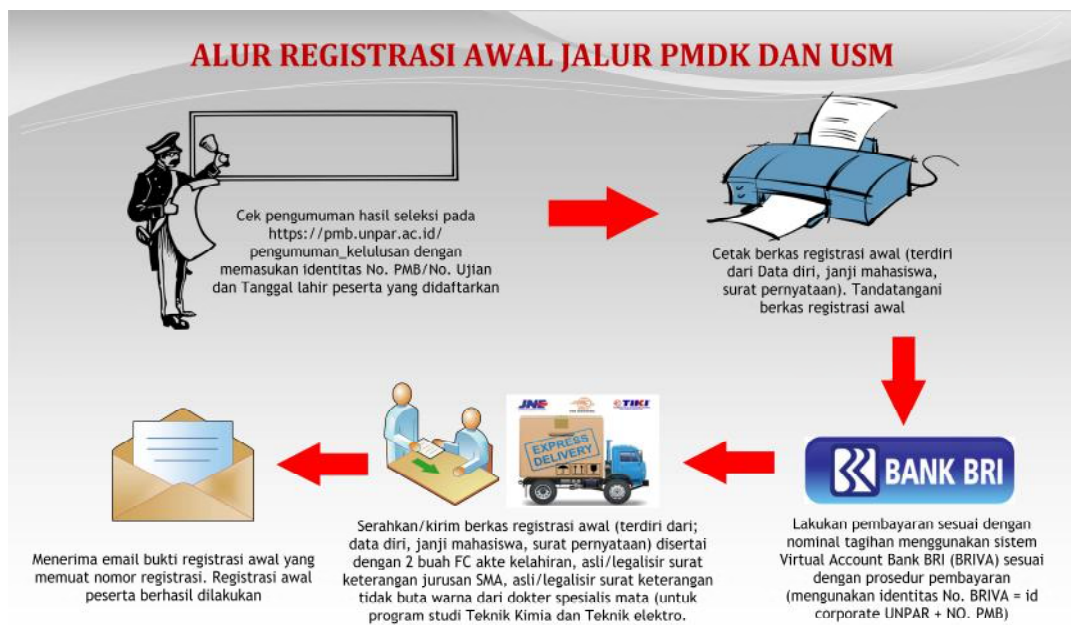 ALUR REGISTRASI AWAL JALUR PMDK DAN USM
Cek pengumuman hasil seleksi pada
https://pmb.unpar.ac.id/
pengumuman_kelulusan dengan
memasukan identitas No. PMB/No. Ujian
dan Tanggal lahir peserta yang didaftarkan
Cetak berkas registrasi awal (terdiri
dari Data diri, janji mahasiswa,
surat pernyataan). Tandatangani
berkas registrasi awal
BANK BRI
Lakukan pembayaran sesuai dengan
nominal tagihan menggunakan sistem
Virtual Account Bank BRI (BRIVA) sesuai
dengan prosedur pembayaran
(mengunakan identitas No. BRIVA = id
corporate UNPAR + NO. PMB)
JNE
TIKI
EXPRESS
DELIVERY
Serahkan/kirim berkas registrasi awal (terdiri dari;
data diri, janji mahasiswa, surat pernyataan) disertai
dengan 2 buah FC akte kelahiran, asli/legalisir surat
keterangan jurusan SMA, asli/legalisir surat keterangan
tidak buta warna dari dokter spesialis mata (untuk
program studi Teknik Kimia dan Teknik elektro.
Menerima email bukti registrasi awal yang
memuat nomor registrasi. Registrasi awal
peserta berhasil dilakukan